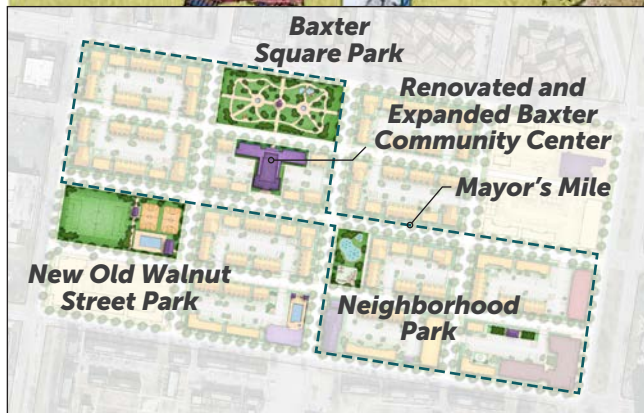 Baxter
Square Park
Renovated and
Expanded Baxter
Community Center
Mayor’s Mile
New Old Walnut
Street Park
Neighborhood
Park